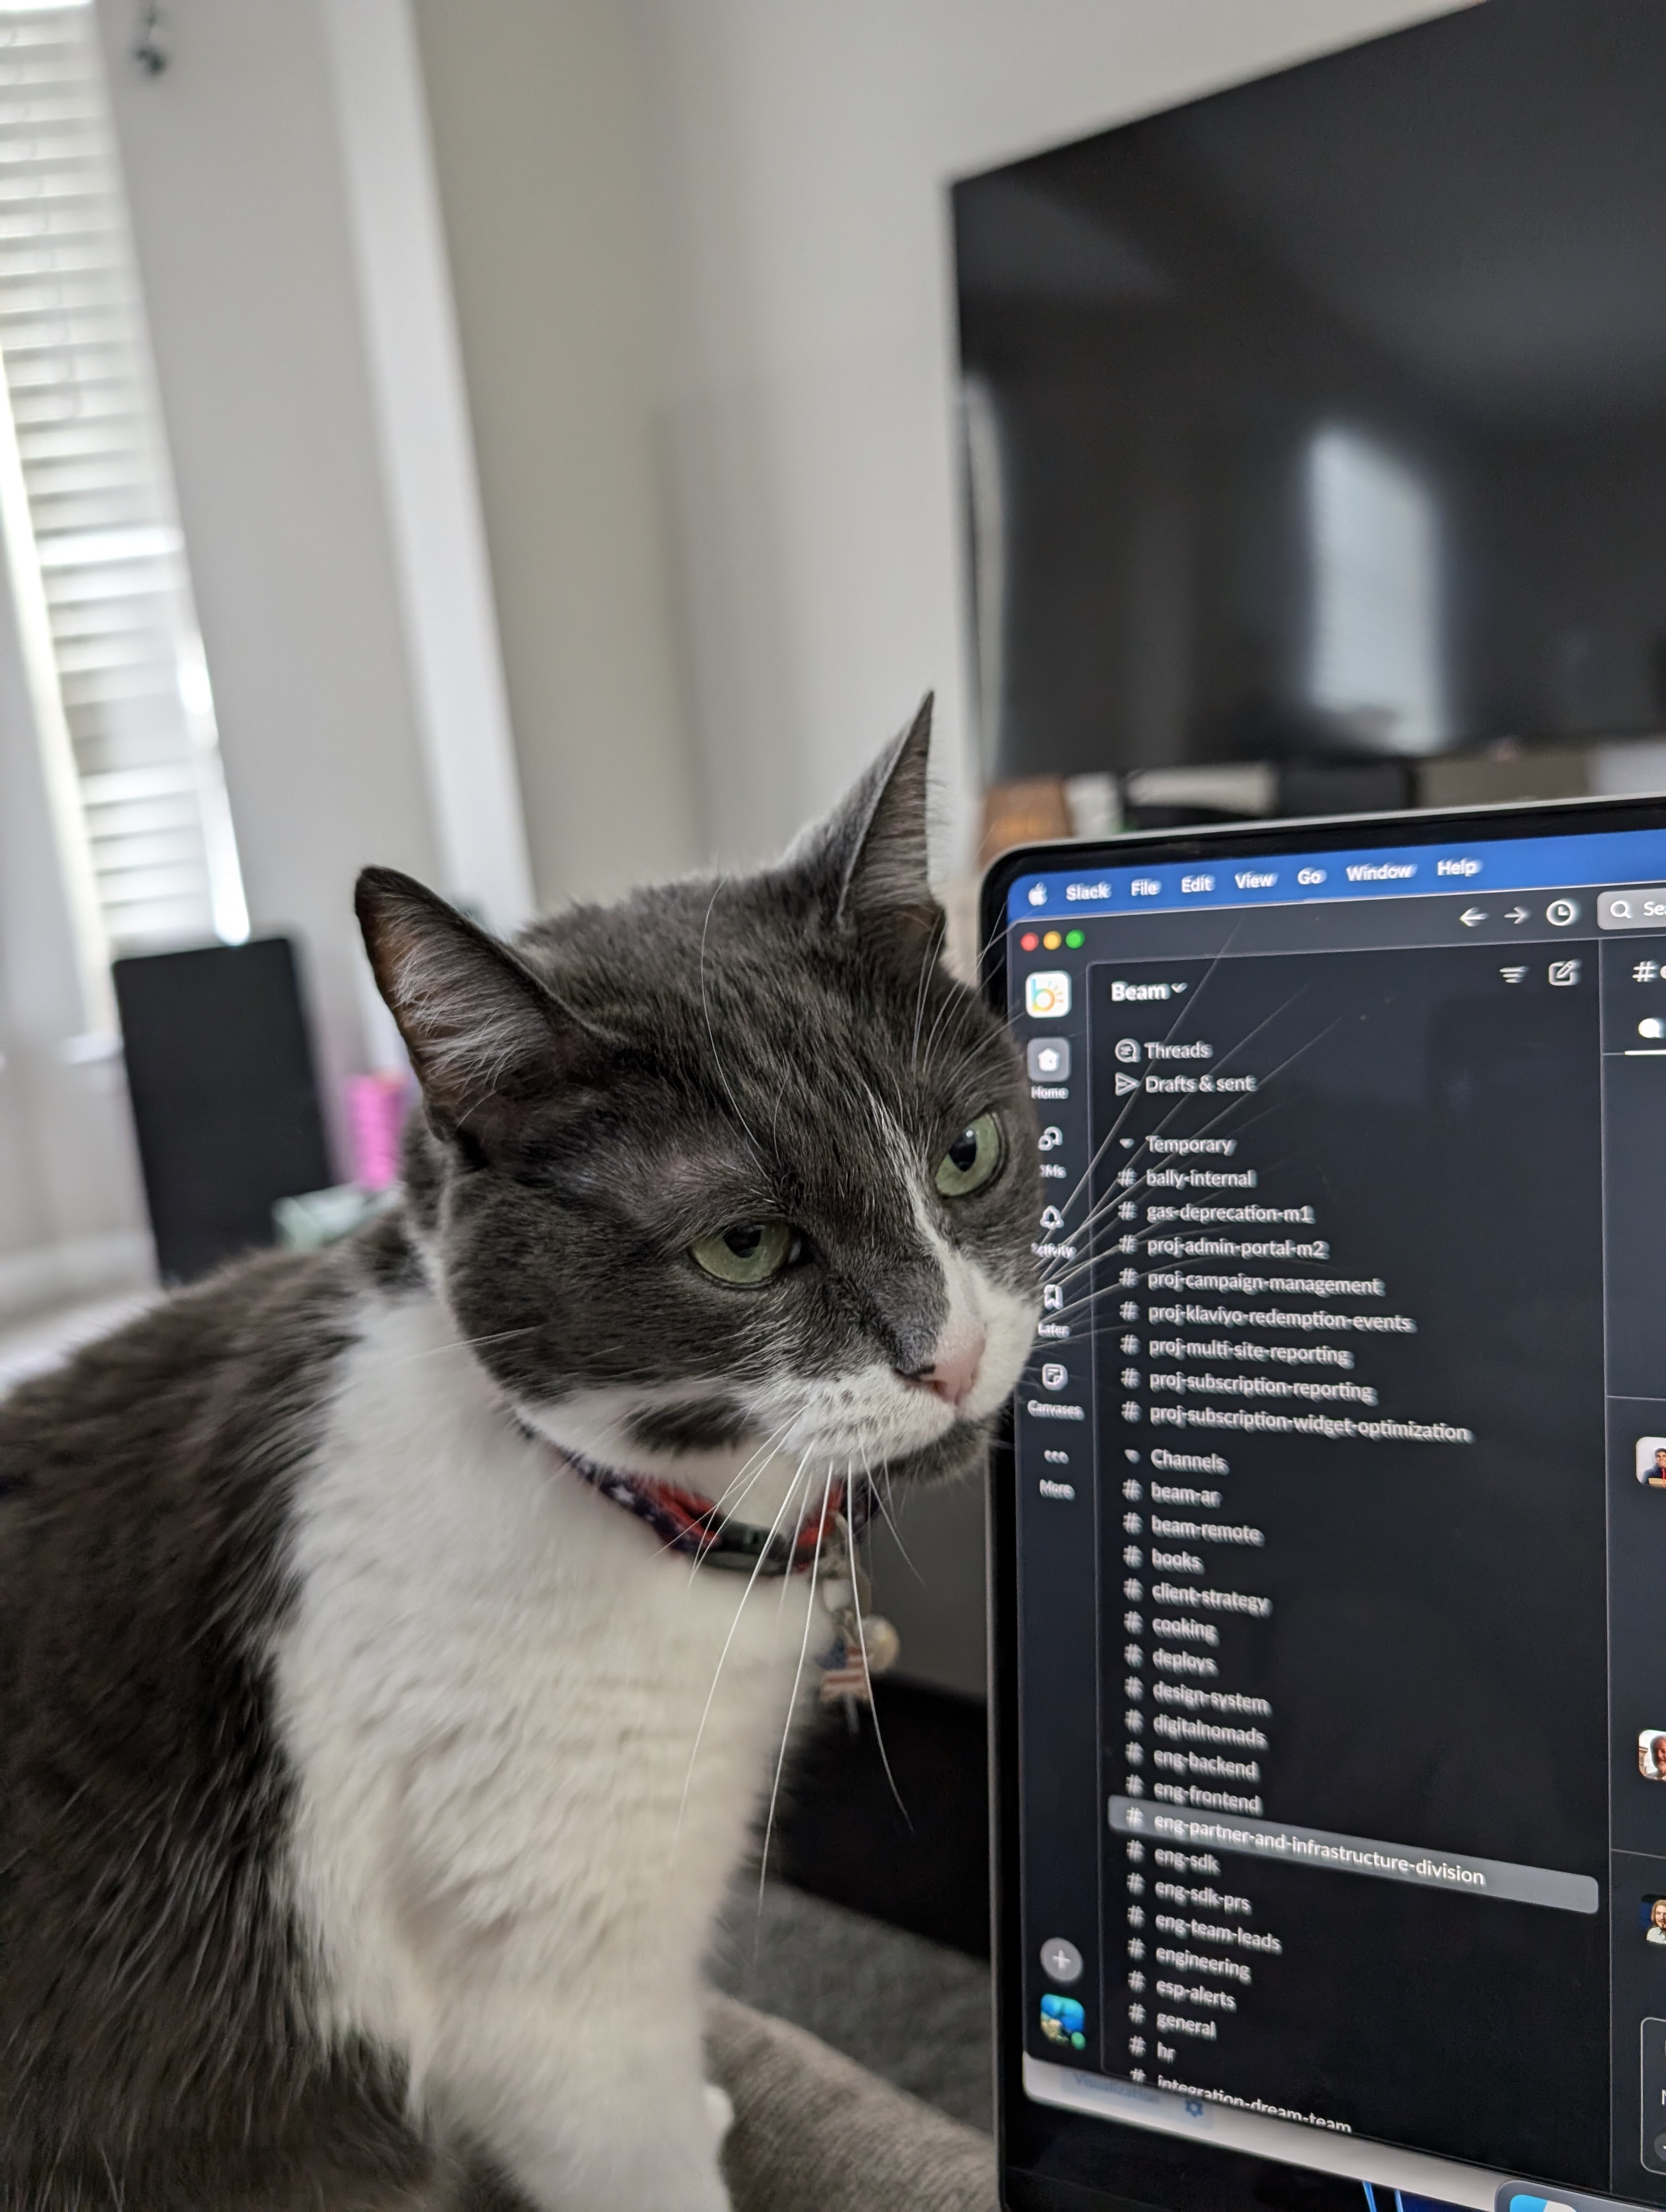 Slack File Edit View Go Window Help
Beam
Threads
Drafts & sent
Home
Temporary
# bally-internal
# gas-deprecation-m1
# proj-admin-portal-m2
# proj-campaign-management
# proj-klaviyo-redemption-events
Later
# proj-multi-site-reporting
# proj-subscription-reporting
Canvases
# proj-subscription-widget-optimization
Channels
More
# beam-ar
# beam-remote
# books
# client-strategy
# cooking
# deploys
# design-system
# digitalnomads
# eng-backend
# eng-frontend
# eng-partner-and-infrastructure-division
# eng-sdk
# eng-sdk-prs
# eng-team-leads
# engineering
# esp-alerts
# general
# hr
# integration-dream-team